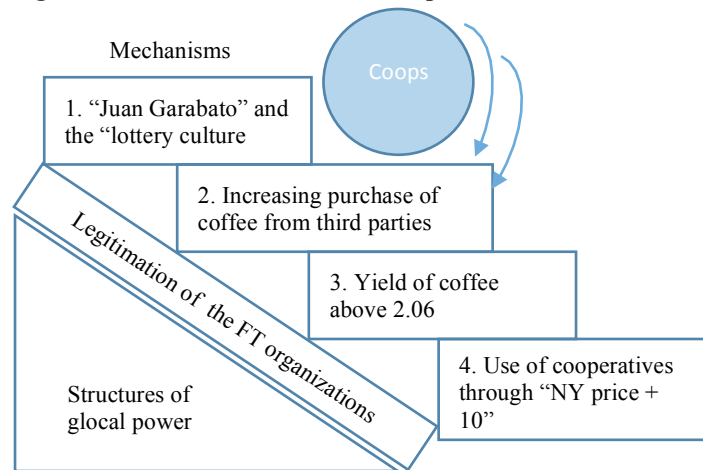 Mechanisms
Coops
1. “Juan Garabato” and
the “lottery culture
2. Increasing purchase of
coffee from third parties
3. Yield of coffee
above 2.06
4. Use of cooperatives
through “NY price +
10”
Legitimation of the FT organizations
Structures of
glocal power